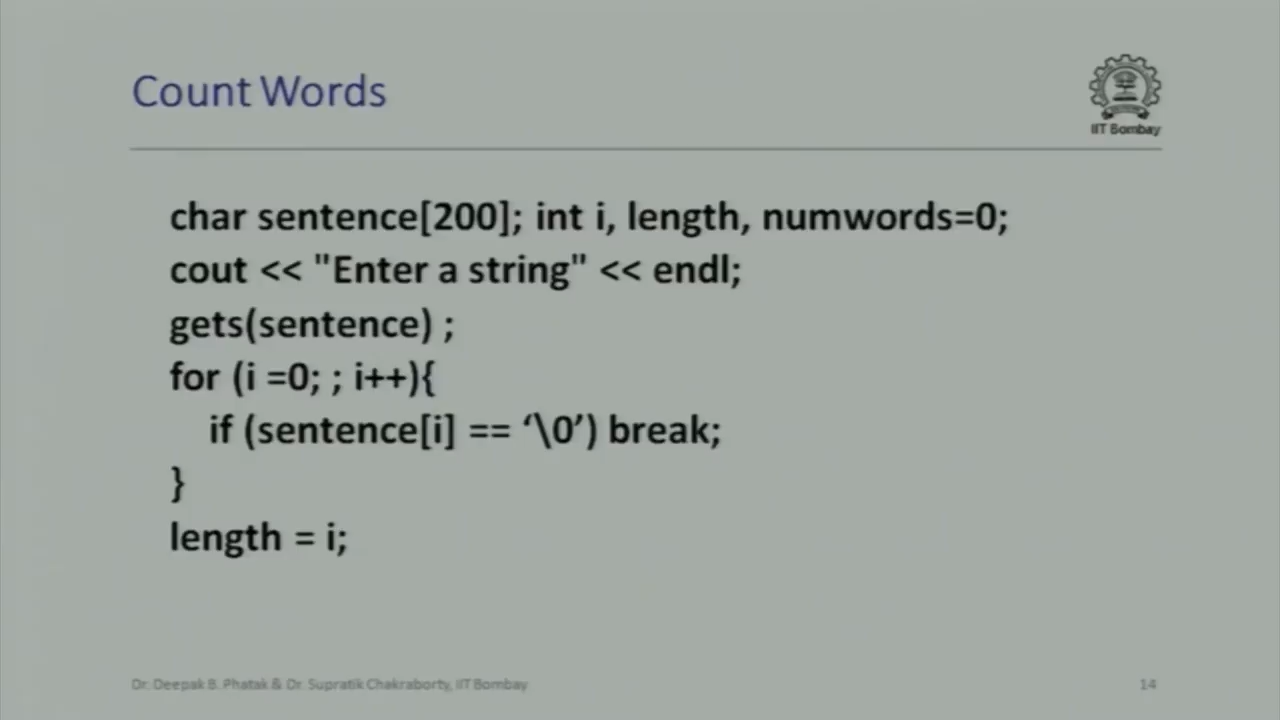 Count Words
IIT Bombay
char sentence[200]; int i, length, numwords=0;
cout << "Enter a string" << endl;
gets(sentence) ;
for (i =0; ; i++){
if (sentence[i] == ‘\0’) break;
}
length = i;
Dr. Deepak B. Phatak & Dr. Supratik Chakraborty, IIT Bombay
14